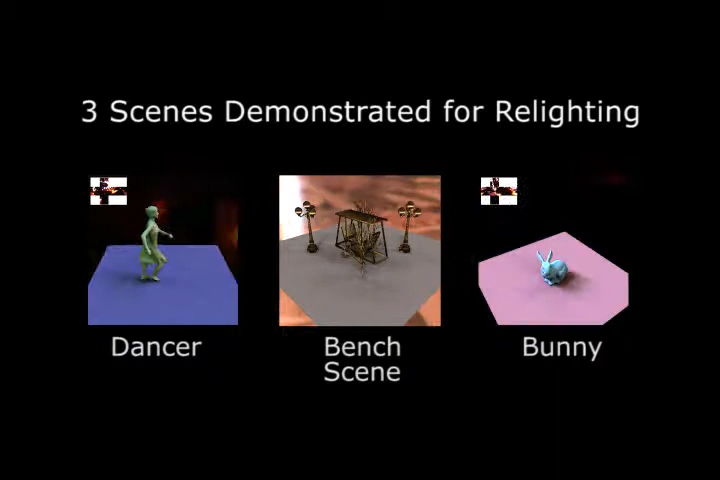 3 Scenes Demonstrated for Relighting
Dancer
Bench
Scene
Bunny